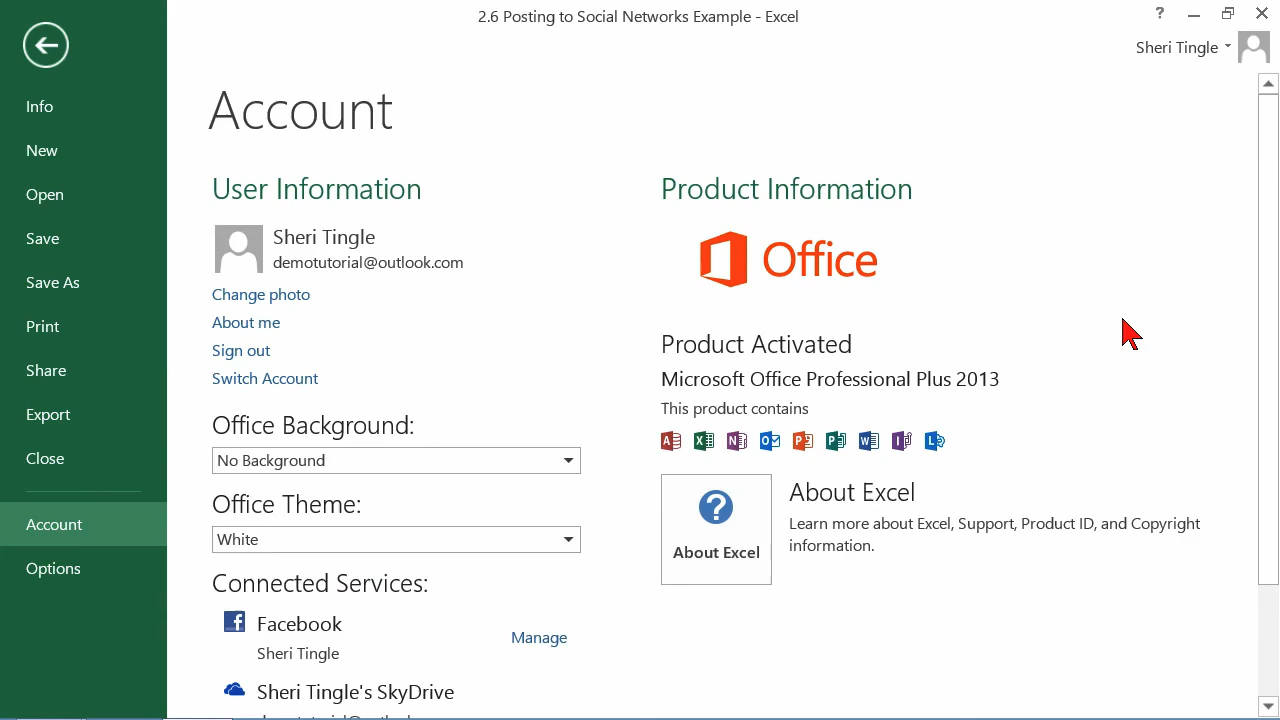 2.6 Posting to Social Networks Example - Excel
?
Sheri Tingle
Info
New
Open
Save
Save As
Print
Share
Export
Close
Account
Options
Account
User Information
Sheri Tingle
demotutorial@outlook.com
Change photo
About me
Sign out
Switch Account
Office Background:
No Background
Office Theme:
White
Connected Services:
Facebook
Sheri Tingle
Manage
Sheri Tingle's SkyDrive
Product Information
Office
Product Activated
Microsoft Office Professional Plus 2013
This product contains
About Excel
About Excel
Learn more about Excel, Support, Product ID, and Copyright
information.